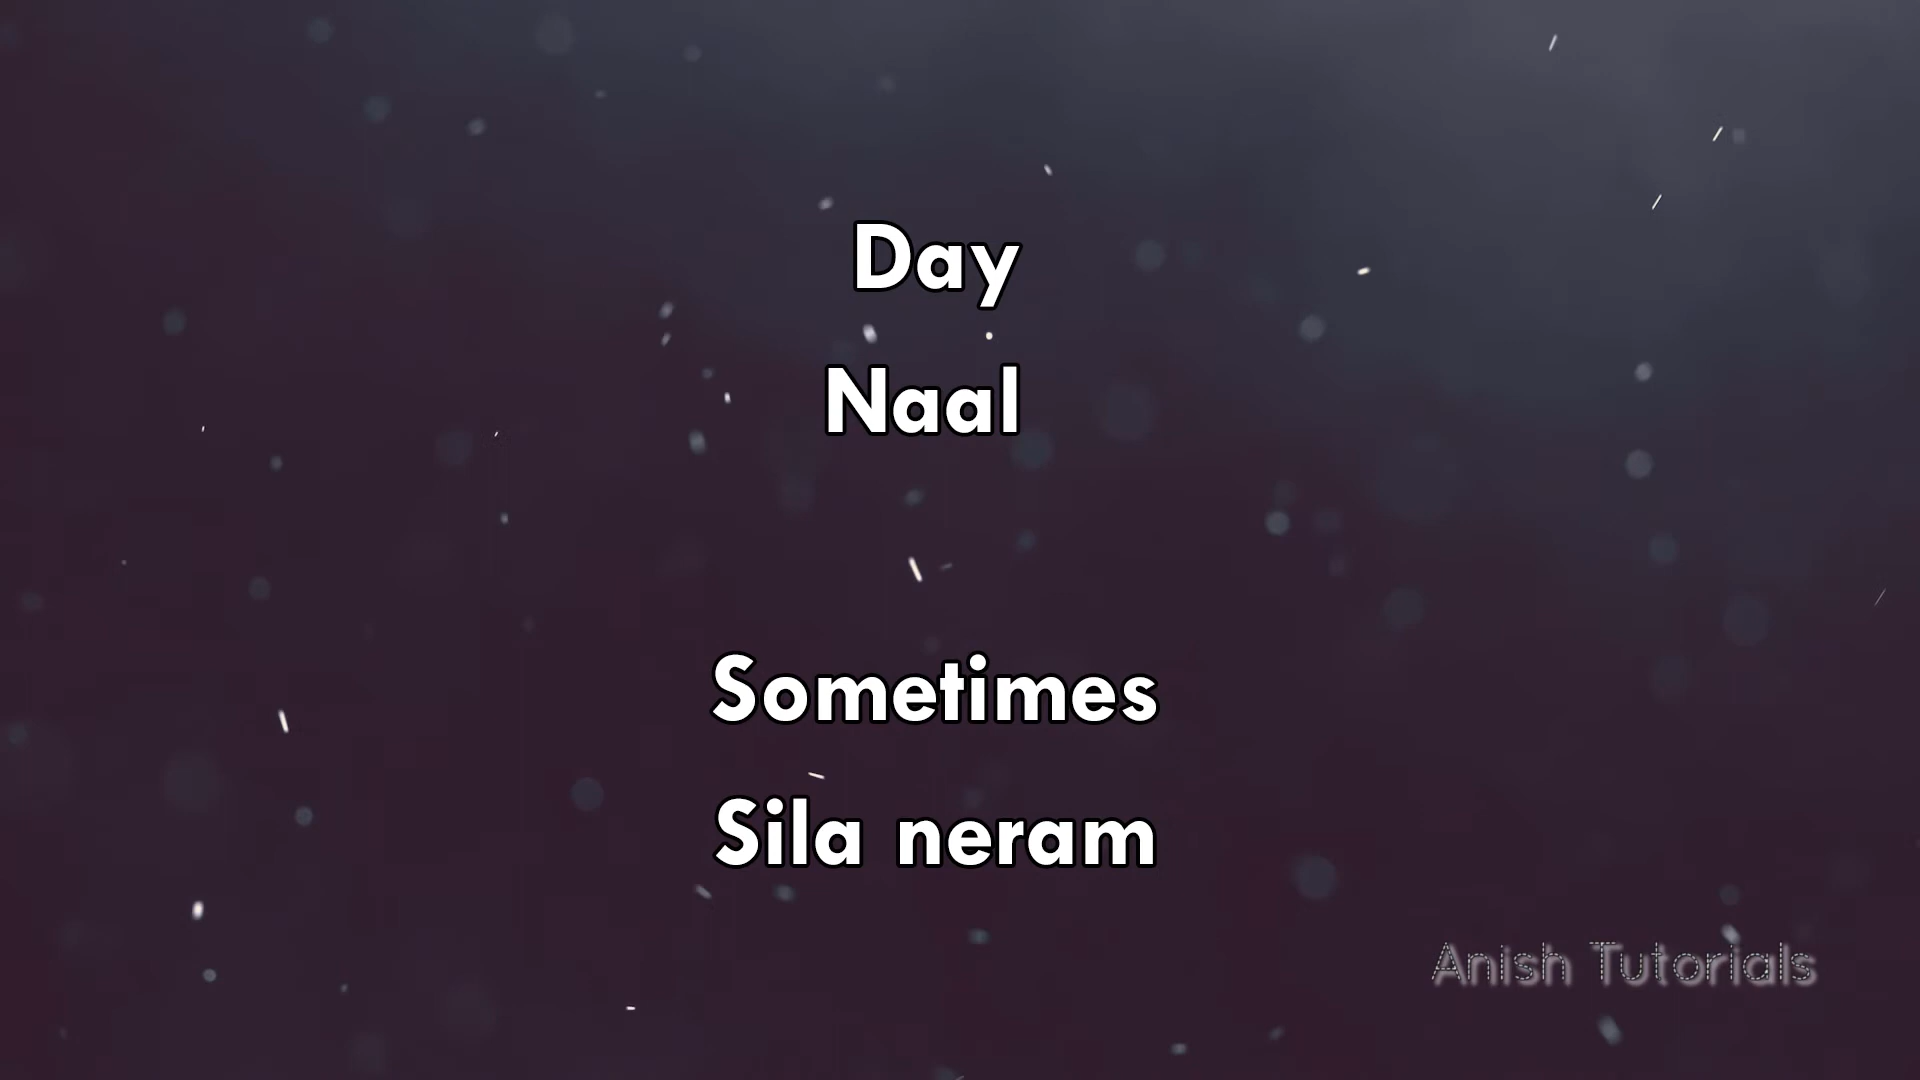 Day
Naal
Sometimes
Sila neram
Anish Tutorials